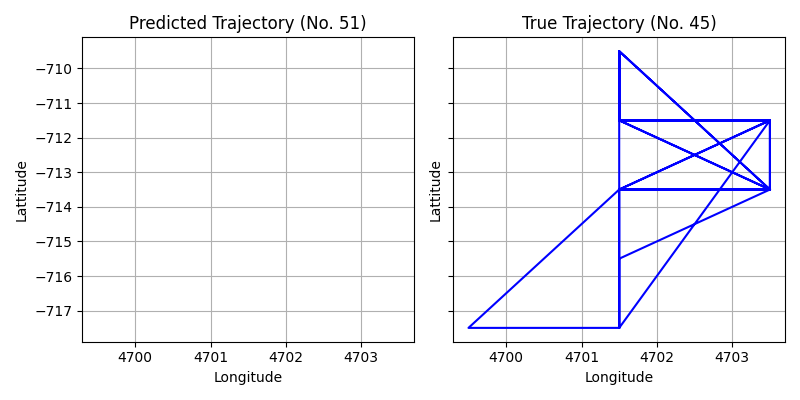 Predicted Trajectory (No. 51)
True Trajectory (No. 45)
−710
−711
−712
−713
−714
−715
−716
−717
Lattitude
Lattitude
4700 4701 4702 4703
4700 4701 4702 4703
Longitude
Longitude